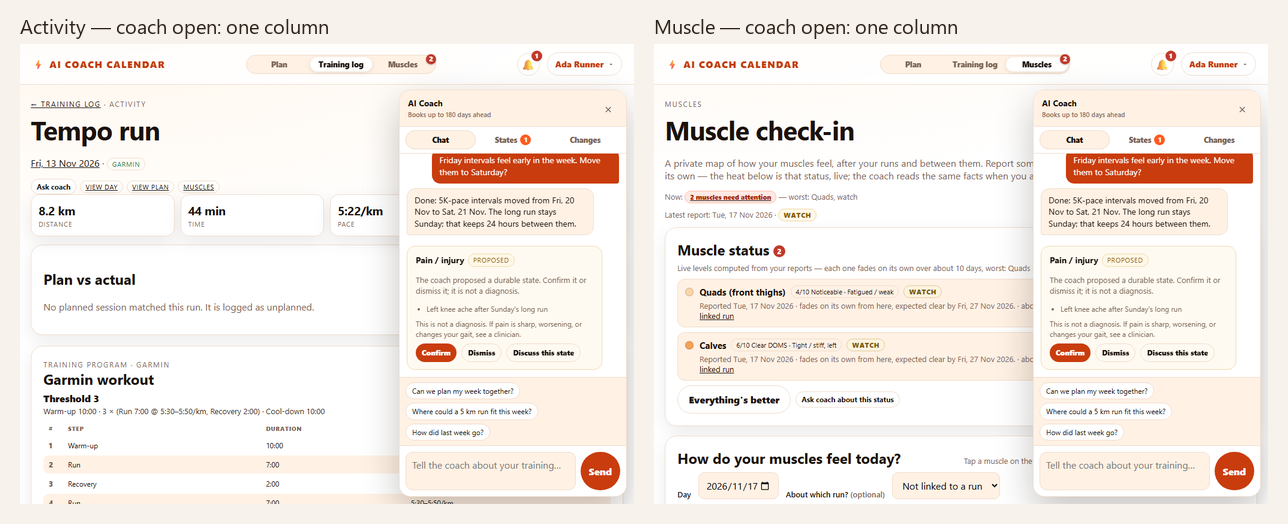 Activity — coach open: one column
AI COACH CALENDAR
Plan
Training log
Muscles
2
1
Ada Runner
← TRAINING LOG · ACTIVITY
Tempo run
Fri, 13 Nov 2026 · GARMIN
Ask coach
VIEW DAY
VIEW PLAN
MUSCLES
8.2 km
DISTANCE
44 min
TIME
5:22/km
PACE
Plan vs actual
No planned session matched this run. It is logged as unplanned.
TRAINING PROGRAM · GARMIN
Garmin workout
Threshold 3
Warm-up 10:00 · 3 × (Run 7:00 @ 5:30–5:50/km, Recovery 2:00) · Cool-down 10:00
# STEP DURATION
1 Warm-up 10:00
2 Run 7:00
3 Recovery 2:00
4 Run 7:00 5:30–5:50/km
AI Coach
Books up to 180 days ahead
×
Chat
States 1
Changes
Friday intervals feel early in the week. Move
them to Saturday?
Done: 5K-pace intervals moved from Fri, 20
Nov to Sat, 21 Nov. The long run stays
Sunday: that keeps 24 hours between them.
Pain / injury PROPOSED
The coach proposed a durable state. Confirm it or
dismiss it; it is not a diagnosis.
• Left knee ache after Sunday's long run
This is not a diagnosis. If pain is sharp, worsening, or
changes your gait, see a clinician.
Confirm
Dismiss
Discuss this state
Can we plan my week together?
Where could a 5 km run fit this week?
How did last week go?
Tell the coach about your training...
Send
Muscle — coach open: one column
AI COACH CALENDAR
Plan
Training log
Muscles
2
1
Ada Runner
MUSCLES
Muscle check-in
A private map of how your muscles feel, after your runs and between them. Report som
its own — the heat below is that status, live; the coach reads the same facts when you a
Now: 2 muscles need attention — worst: Quads, watch
Latest report: Tue, 17 Nov 2026 · WATCH
Muscle status 2
Live levels computed from your reports — each one fades on its own over about 10 days, worst: Quads
Quads (front thighs) 4/10 Noticeable · Fatigued / weak WATCH
Reported Tue, 17 Nov 2026 · fades on its own from here, expected clear by Fri, 27 Nov 2026. · abo
linked run
Calves 6/10 Clear DOMS · Tight / stiff, left WATCH
Reported Tue, 17 Nov 2026 · fades on its own from here, expected clear by Fri, 27 Nov 2026. · abo
linked run
Everything's better
Ask coach about this status
How do your muscles feel today?
Tap a muscle on the
Day 2026/11/17 About which run? (optional) Not linked to a run
AI Coach
Books up to 180 days ahead
×
Chat
States 1
Changes
Friday intervals feel early in the week. Move
them to Saturday?
Done: 5K-pace intervals moved from Fri, 20
Nov to Sat, 21 Nov. The long run stays
Sunday: that keeps 24 hours between them.
Pain / injury PROPOSED
The coach proposed a durable state. Confirm it or
dismiss it; it is not a diagnosis.
• Left knee ache after Sunday's long run
This is not a diagnosis. If pain is sharp, worsening, or
changes your gait, see a clinician.
Confirm
Dismiss
Discuss this state
Can we plan my week together?
Where could a 5 km run fit this week?
How did last week go?
Tell the coach about your training...
Send